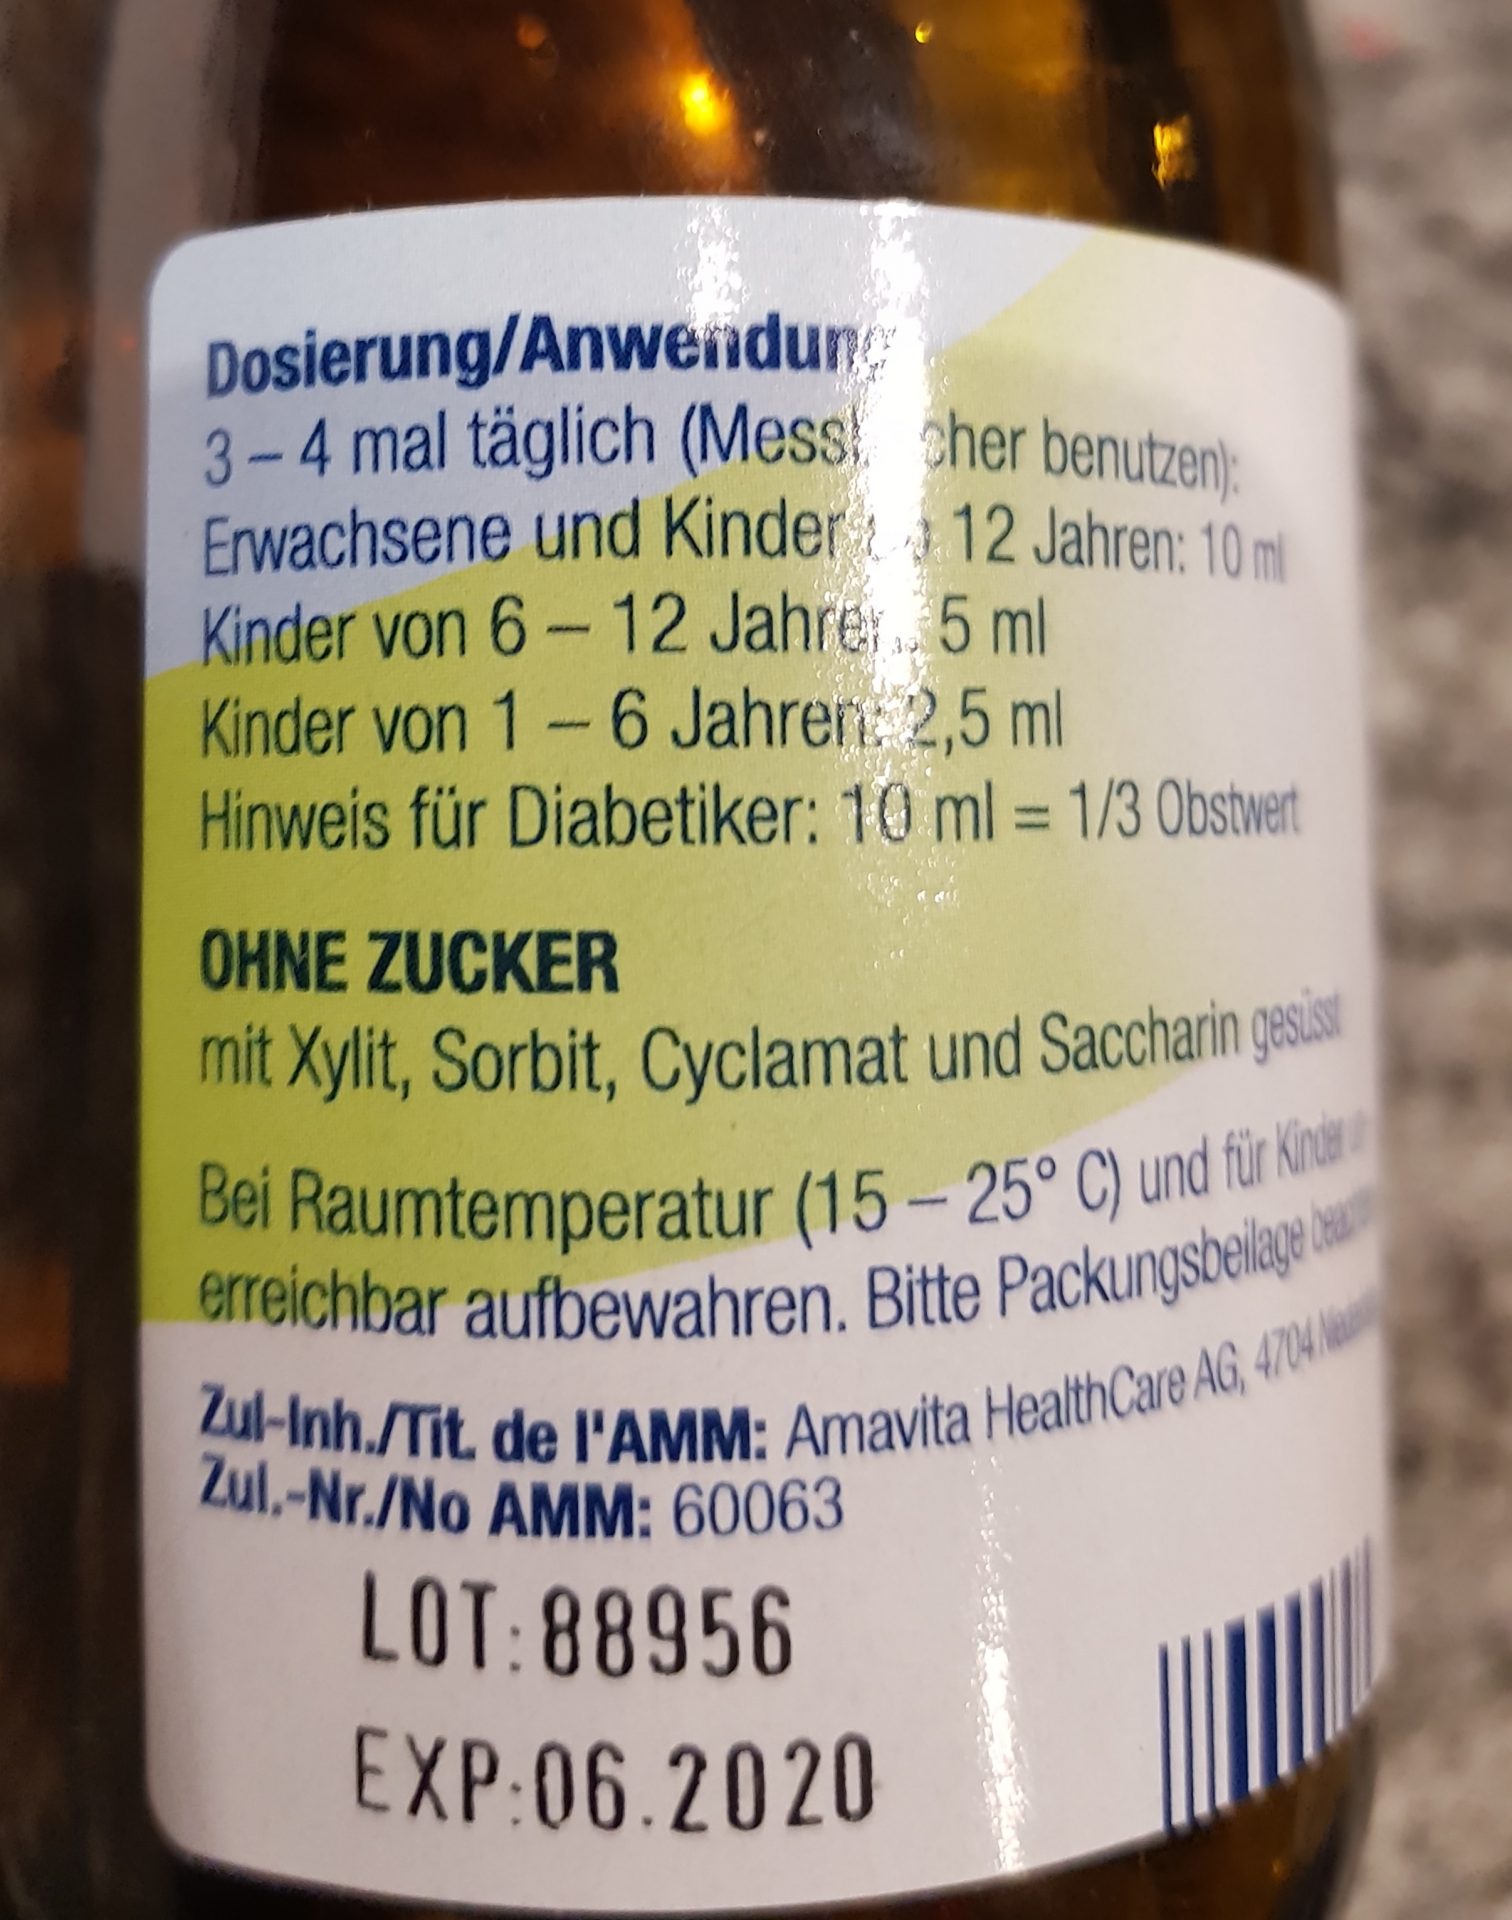 Dosierung/Anwendung
3 – 4 mal täglich (Messbecher benutzen):
Erwachsene und Kinder ab 12 Jahren: 10 ml
Kinder von 6 – 12 Jahren: 5 ml
Kinder von 1 – 6 Jahren: 2,5 ml
Hinweis für Diabetiker: 10 ml = 1/3 Obstwert
OHNE ZUCKER
mit Xylit, Sorbit, Cyclamat und Saccharin gesüsst
Bei Raumtemperatur (15 – 25° C) und für Kinder
erreichbar aufbewahren. Bitte Packungsbeilage
Zul-Inh./Tit. de l'AMM: Amavita HealthCare AG, 4704
Zul.-Nr./No AMM: 60063
LOT:88956
EXP:06.2020